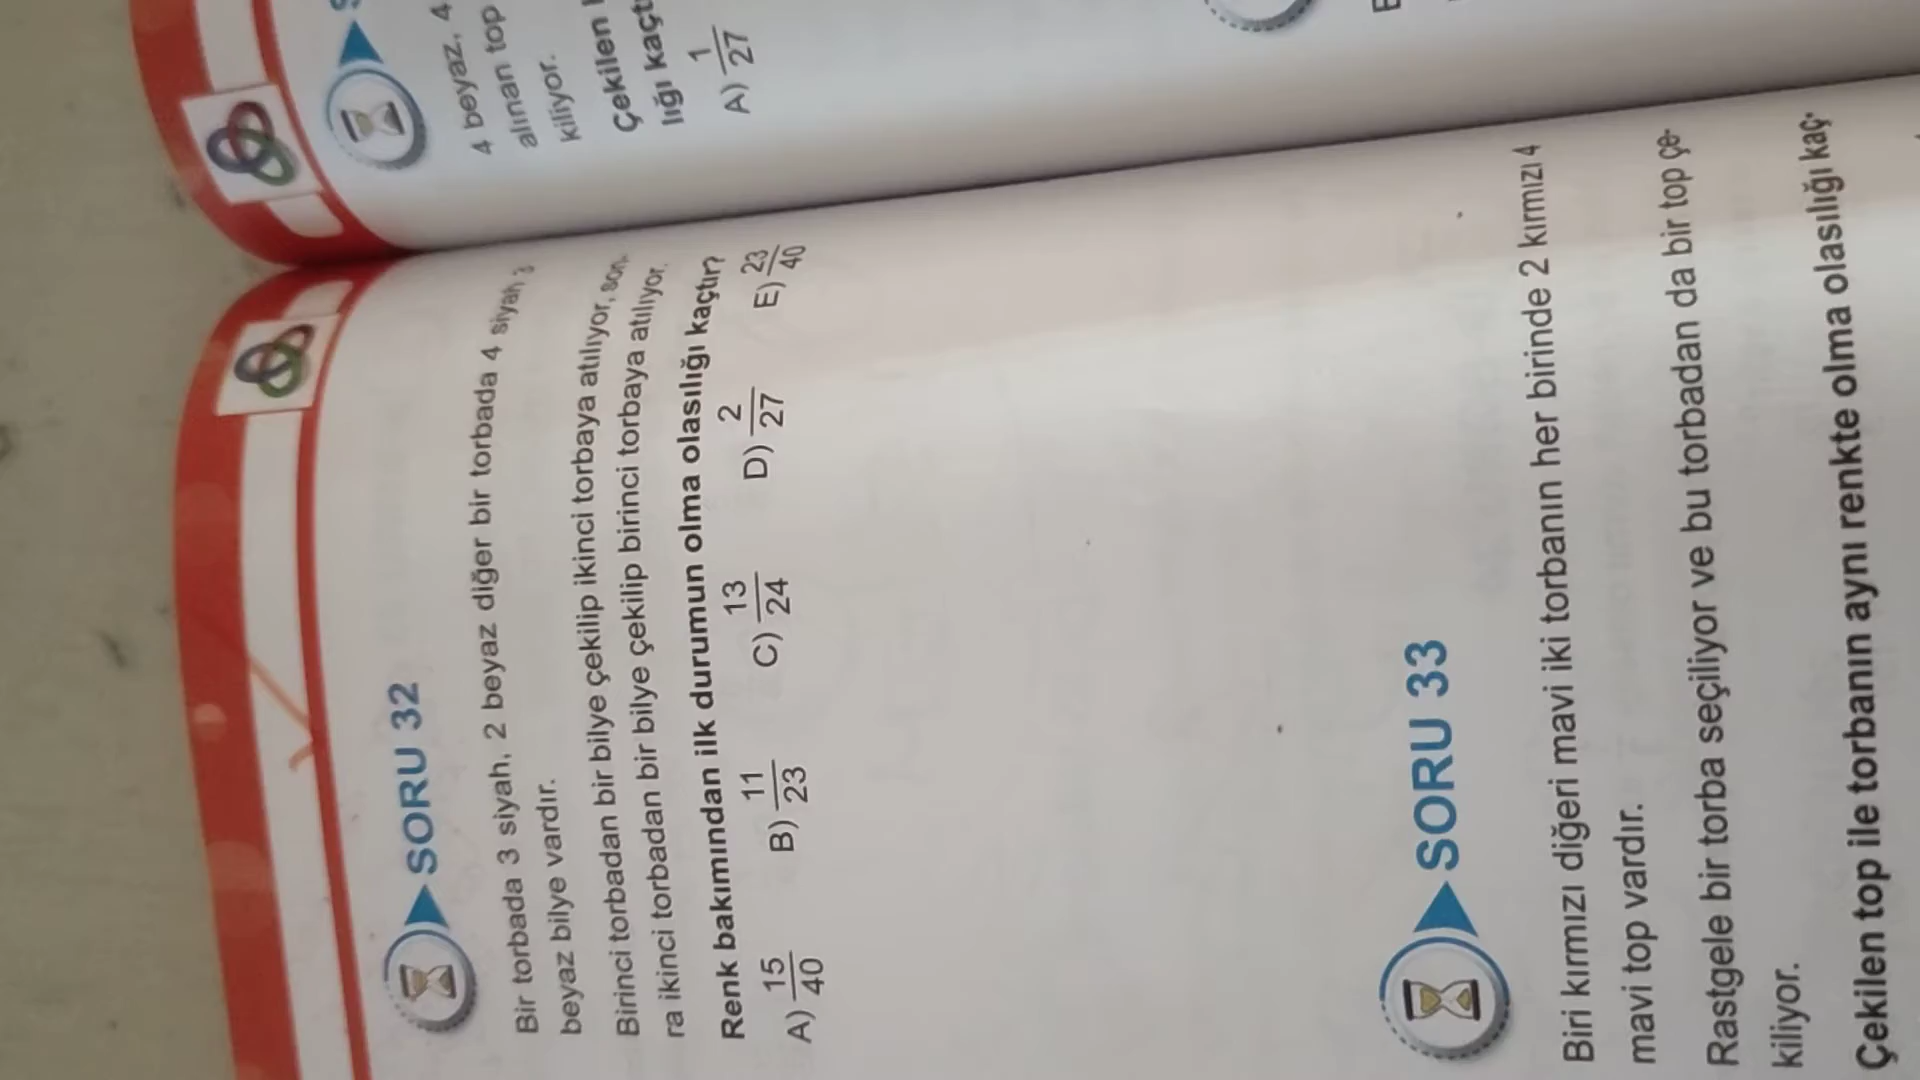 SORU 32
Bir torbada 3 siyah, 2 beyaz diğer bir torbada 4 siyah, 3
beyaz bilye vardır.
Birinci torbadan bir bilye çekilip ikinci torbaya atılıyor, son-
ra ikinci torbadan bir bilye çekilip birinci torbaya atılıyor.
Renk bakımından ilk durumun olma olasılığı kaçtır?
A) 15/40 B) 11/23 C) 13/24 D) 2/27 E) 23/40
SORU 33
Biri kırmızı diğeri mavi iki torbanın her birinde 2 kırmızı 4
mavi top vardır.
Rastgele bir torba seçiliyor ve bu torbadan da bir top çe-
kiliyor.
Çekilen top ile torbanın aynı renkte olma olasılığı kaç-
4 beyaz, 4
alınan top
kiliyor.
Çekilen
lığı kaçt
A) 1/27